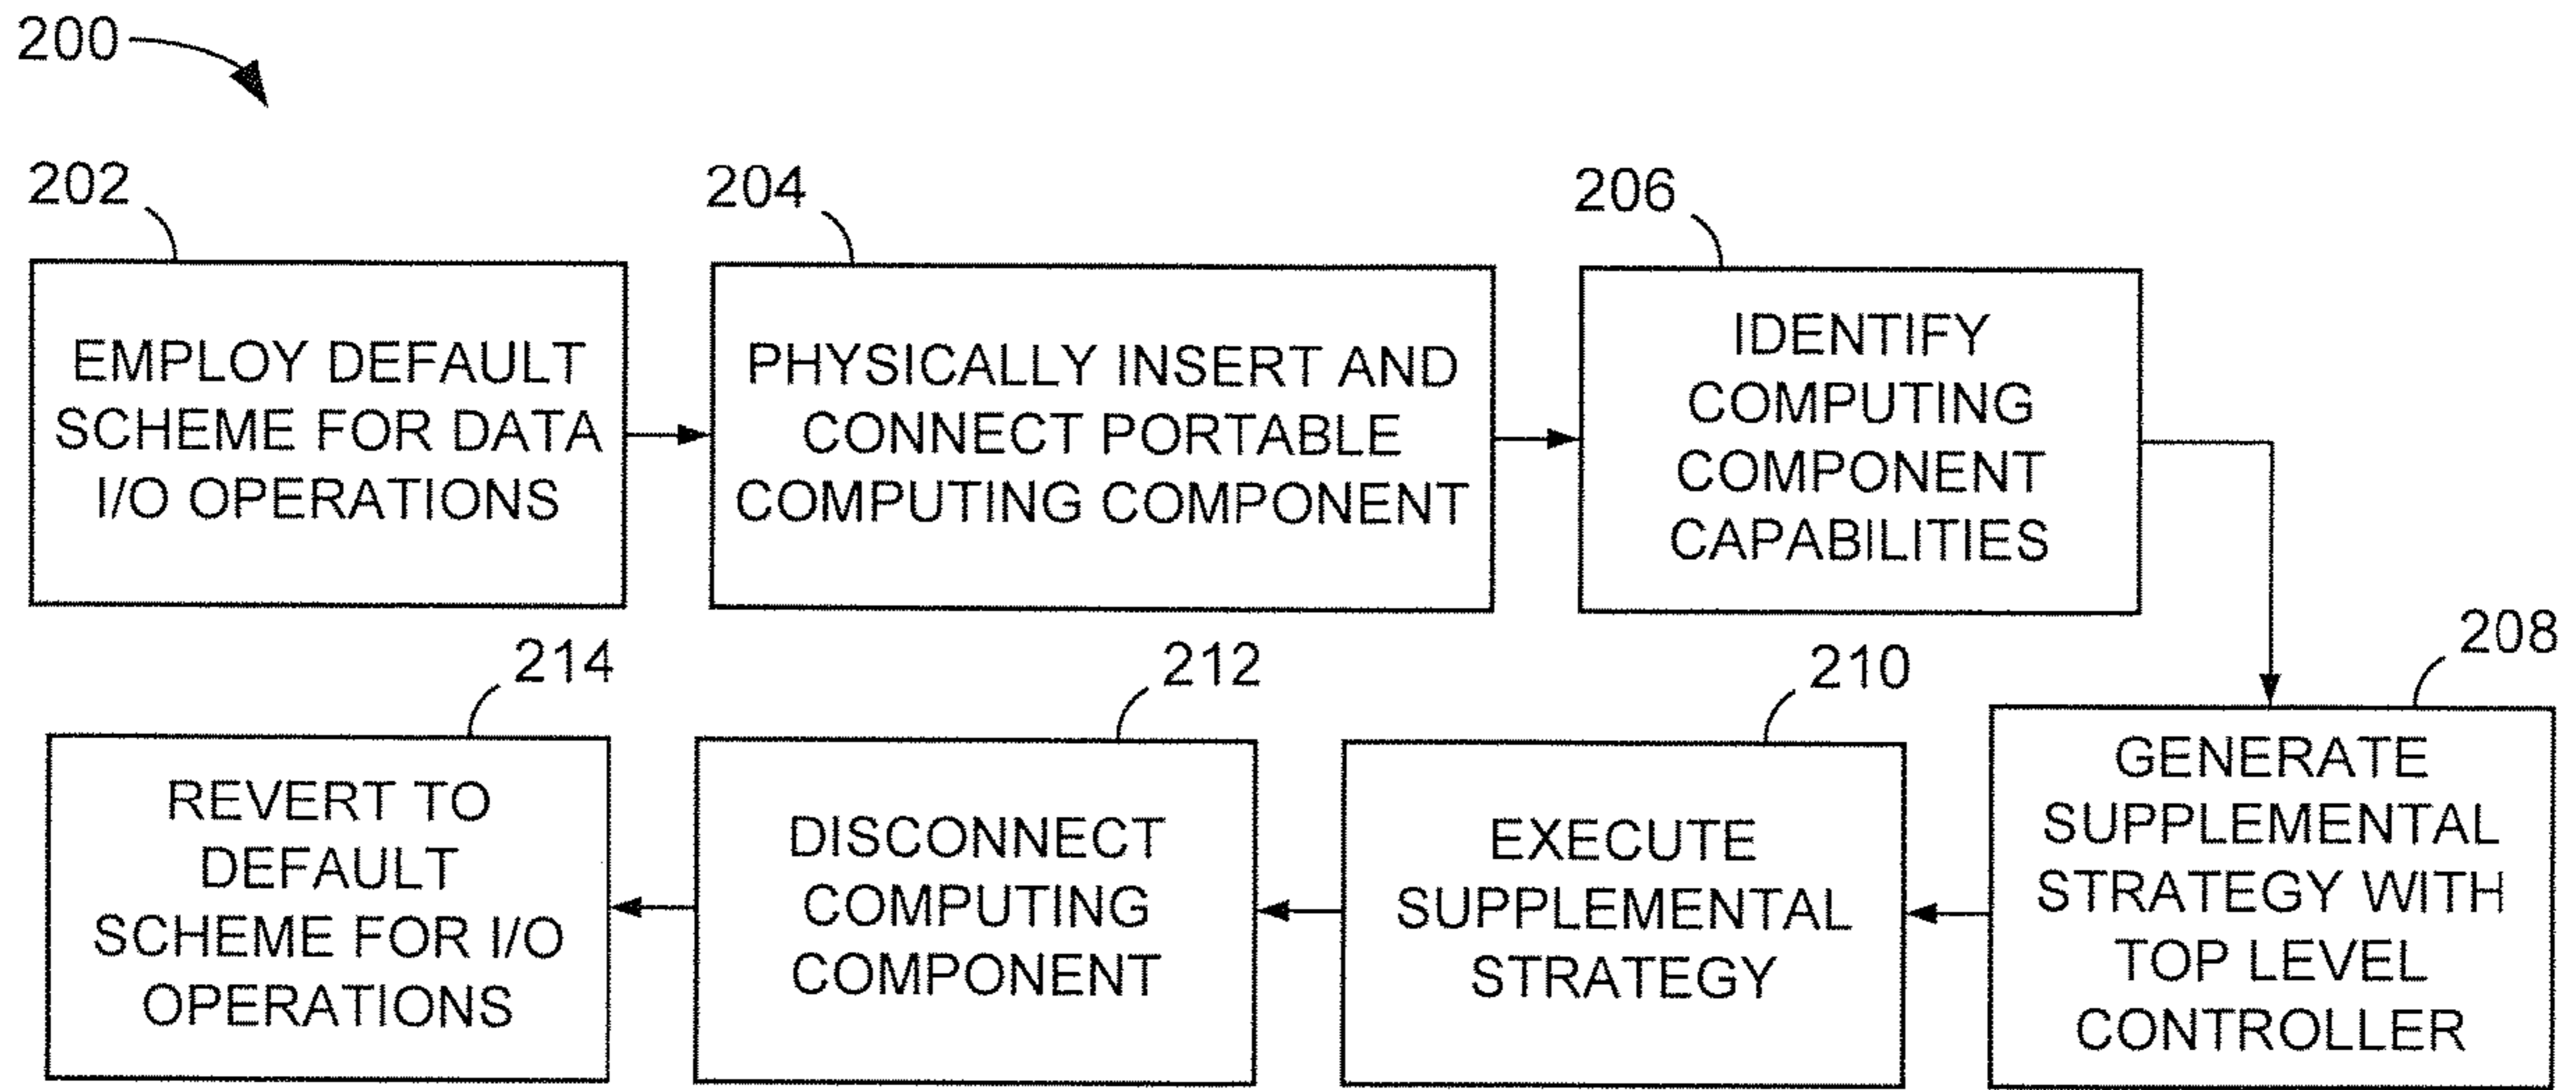 200
202
EMPLOY DEFAULT
SCHEME FOR DATA
I/O OPERATIONS
204
PHYSICALLY INSERT AND
CONNECT PORTABLE
COMPUTING COMPONENT
206
IDENTIFY
COMPUTING
COMPONENT
CAPABILITIES
208
GENERATE
SUPPLEMENTAL
STRATEGY WITH
TOP LEVEL
CONTROLLER
210
EXECUTE
SUPPLEMENTAL
STRATEGY
212
DISCONNECT
COMPUTING
COMPONENT
214
REVERT TO
DEFAULT
SCHEME FOR I/O
OPERATIONS